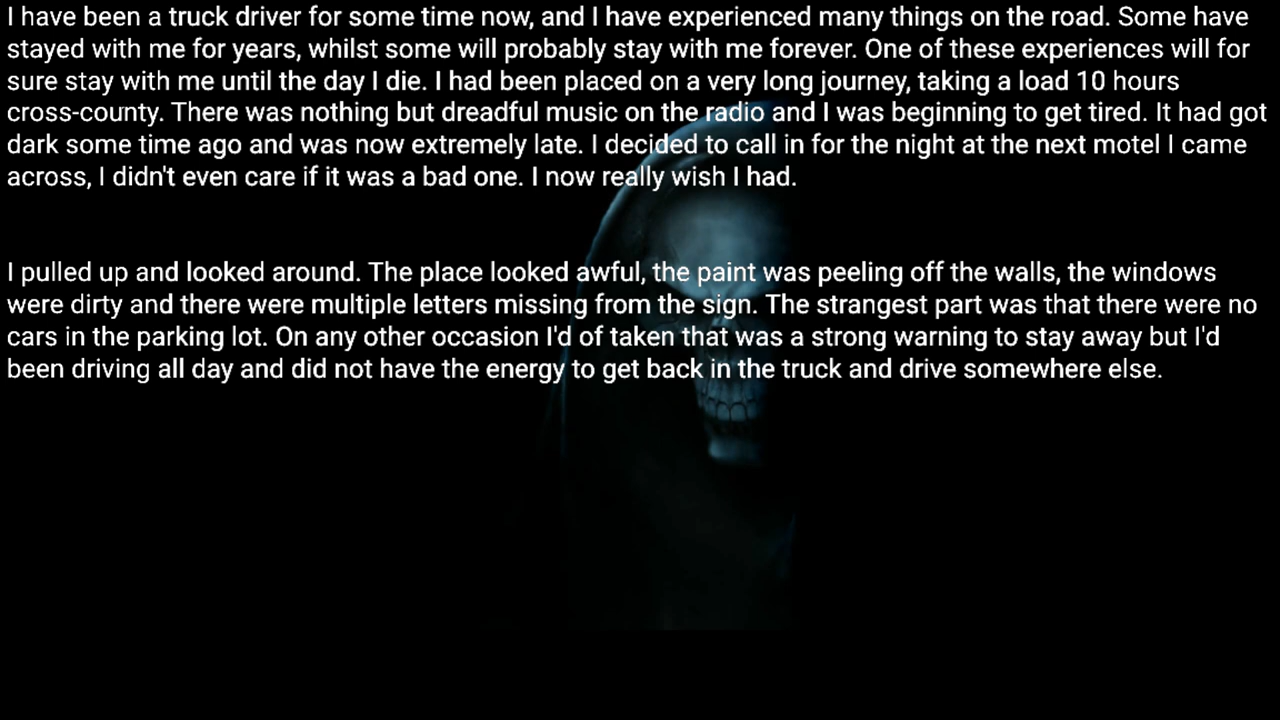 I have been a truck driver for some time now, and I have experienced many things on the road. Some have
stayed with me for years, whilst some will probably stay with me forever. One of these experiences will for
sure stay with me until the day I die. I had been placed on a very long journey, taking a load 10 hours
cross-county. There was nothing but dreadful music on the radio and I was beginning to get tired. It had got
dark some time ago and was now extremely late. I decided to call in for the night at the next motel I came
across, I didn't even care if it was a bad one. I now really wish I had.
I pulled up and looked around. The place looked awful, the paint was peeling off the walls, the windows
were dirty and there were multiple letters missing from the sign. The strangest part was that there were no
cars in the parking lot. On any other occasion I'd of taken that was a strong warning to stay away but I'd
been driving all day and did not have the energy to get back in the truck and drive somewhere else.